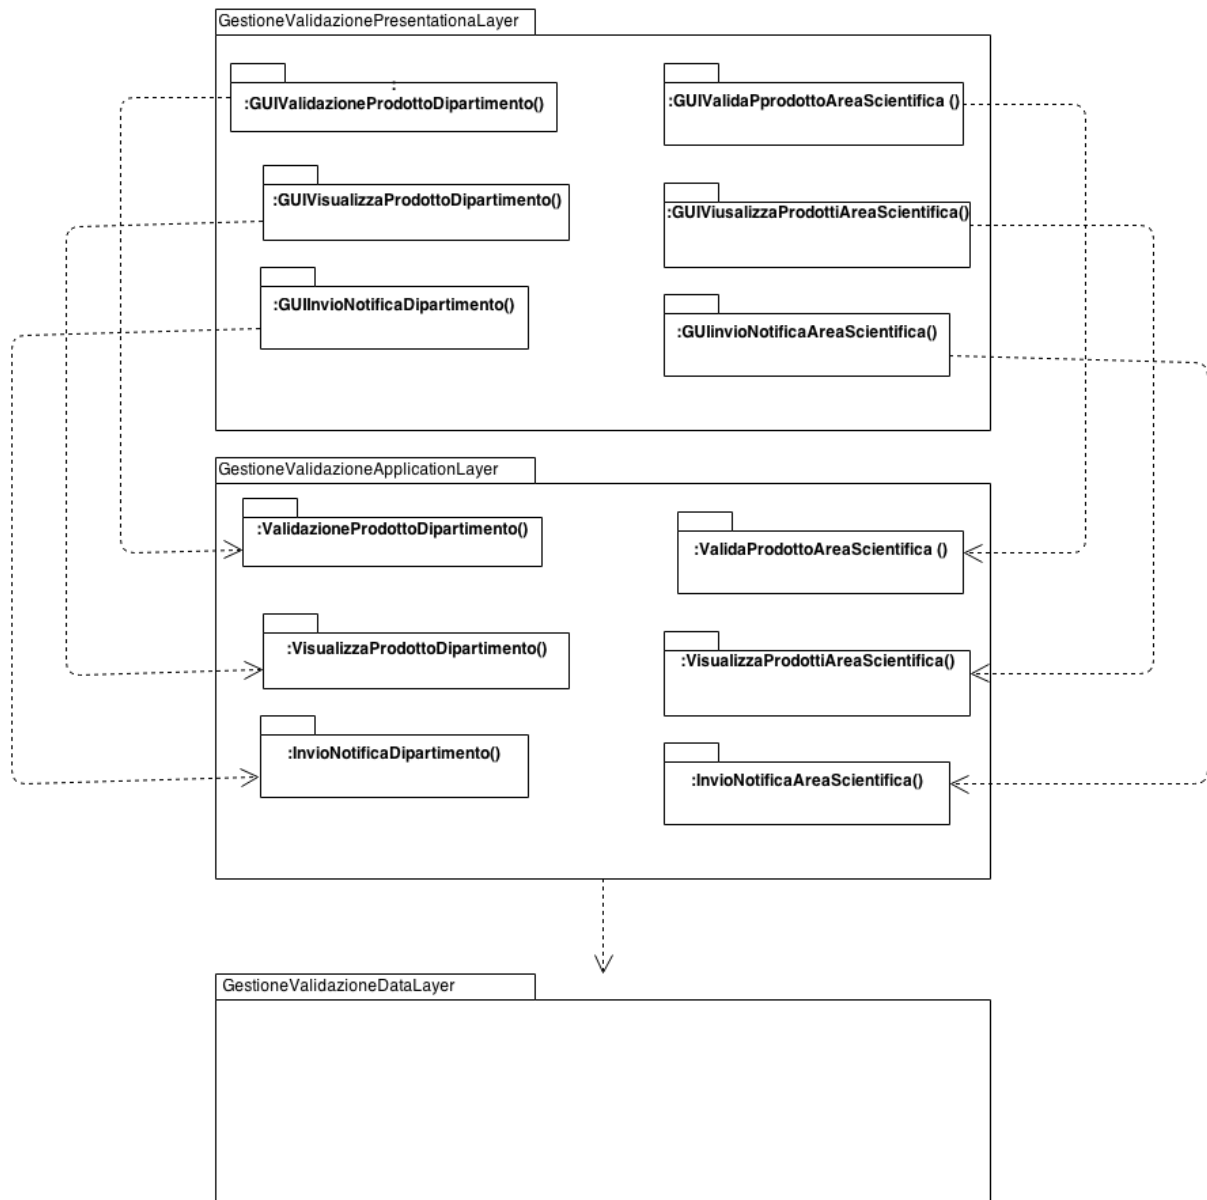 GestioneValidazionePresentationaLayer
:
:GUIValidazioneProdottoDipartimento()
:GUIValidaPprodottoAreaScientifica ()
:GUIVisualizzaProdottoDipartimento()
:GUIViusalizzaProdottiAreaScientifica()
:GUIInvioNotificaDipartimento()
:GUIinvioNotificaAreaScientifica()
GestioneValidazioneApplicationLayer
:ValidazioneProdottoDipartimento()
:ValidaProdottoAreaScientifica ()
:VisualizzaProdottoDipartimento()
:VisualizzaProdottiAreaScientifica()
:InvioNotificaDipartimento()
:InvioNotificaAreaScientifica()
GestioneValidazioneDataLayer